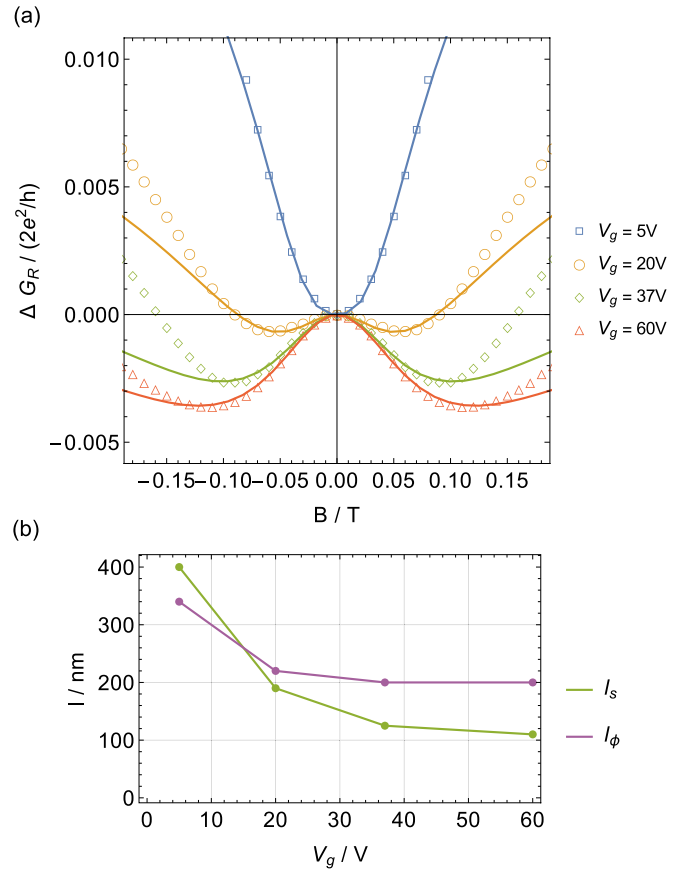 (a)
Δ G_R / (2e²/h)
0.010
0.005
0.000
−0.005
−0.15 −0.10 −0.05 0.00 0.05 0.10 0.15
B / T
V_g = 5V
V_g = 20V
V_g = 37V
V_g = 60V
(b)
l / nm
400
300
200
100
0
0 10 20 30 40 50 60
V_g / V
l_s
l_ϕ